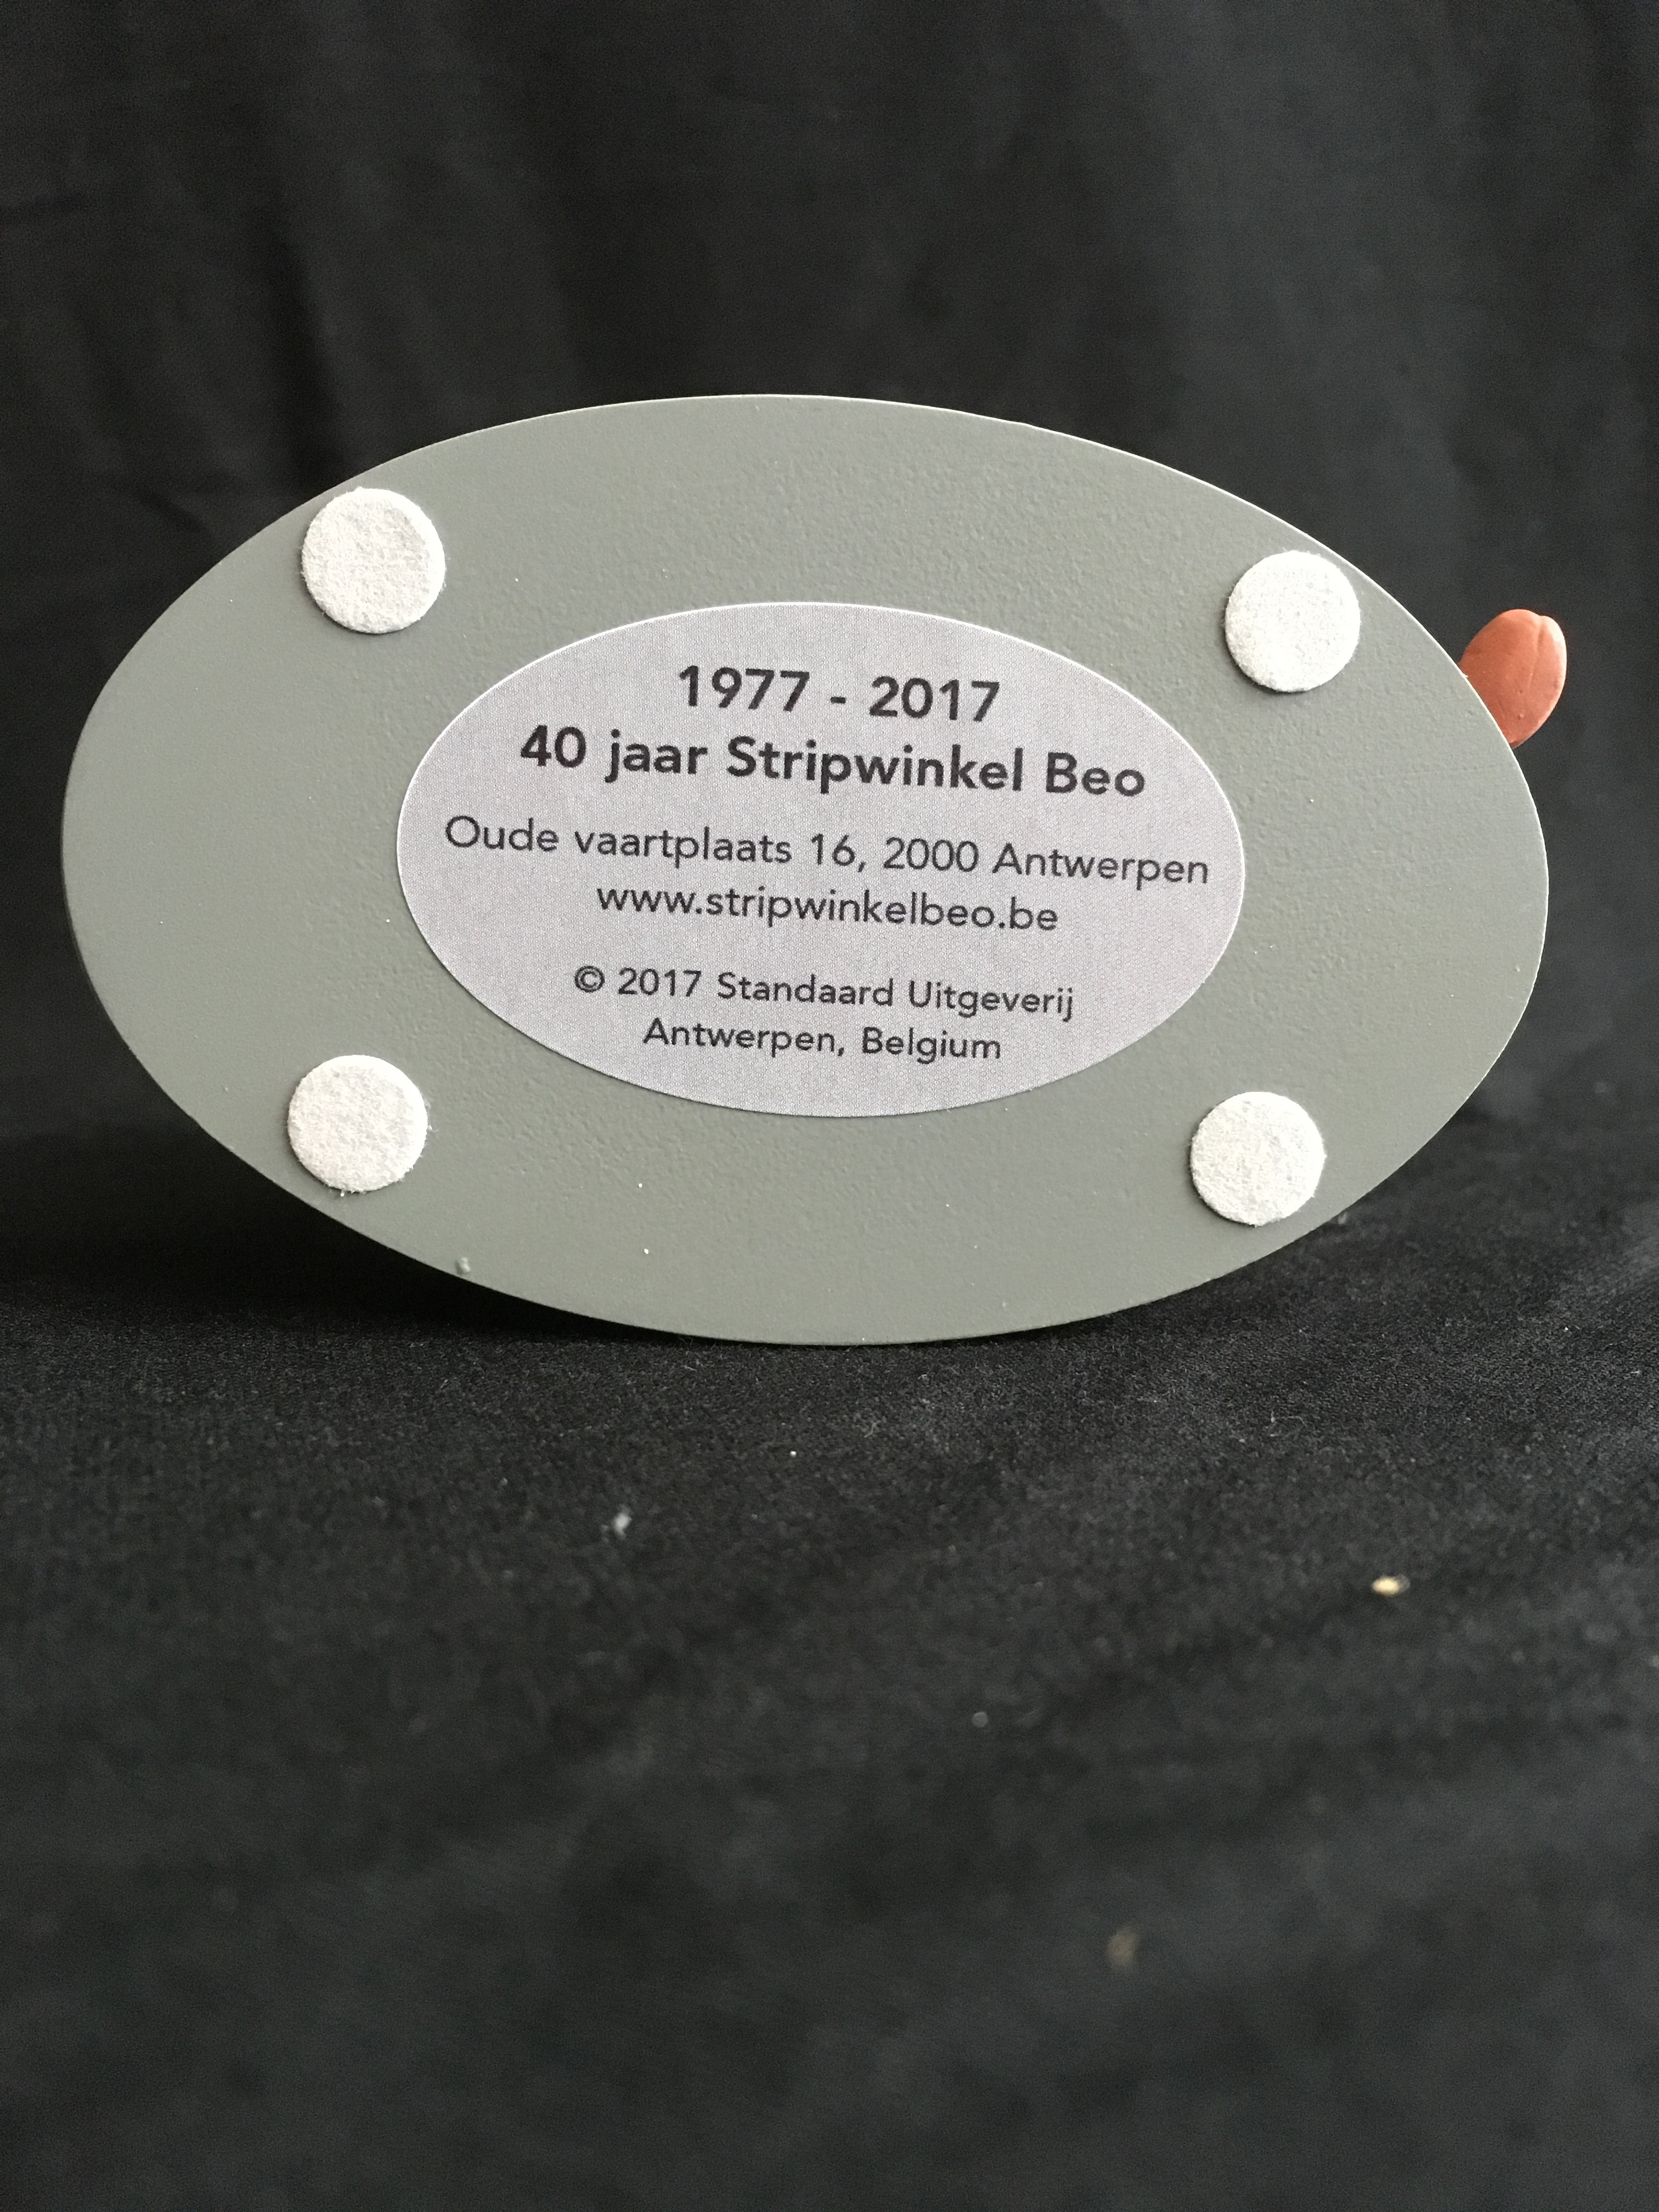 1977 - 2017
40 jaar Stripwinkel Beo
Oude vaartplaats 16, 2000 Antwerpen
www.stripwinkelbeo.be
© 2017 Standaard Uitgeverij
Antwerpen, Belgium